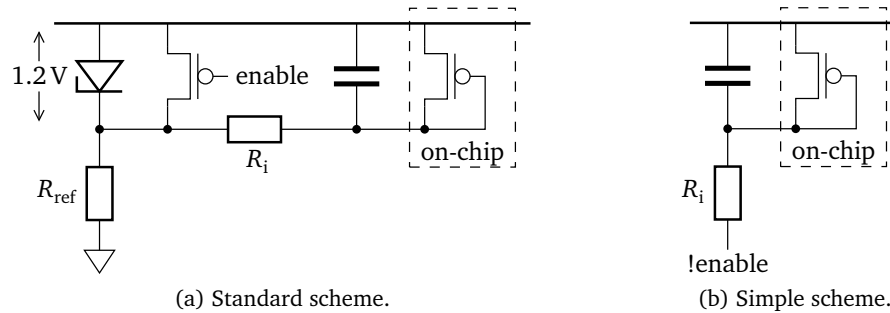 1.2 V
enable
R_i
on-chip
R_ref
(a) Standard scheme.
on-chip
R_i
!enable
(b) Simple scheme.